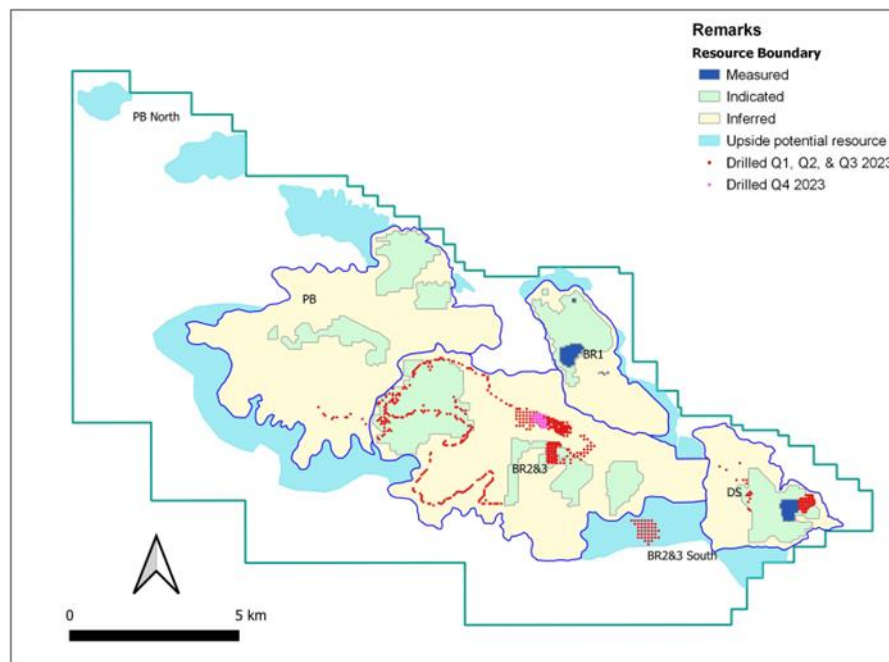 Remarks
Resource Boundary
Measured
Indicated
Inferred
Upside potential resource
Drilled Q1, Q2, & Q3 2023
Drilled Q4 2023
PB North
PB
BR1
BR2&3
DS
BR2&3 South
0 5 km